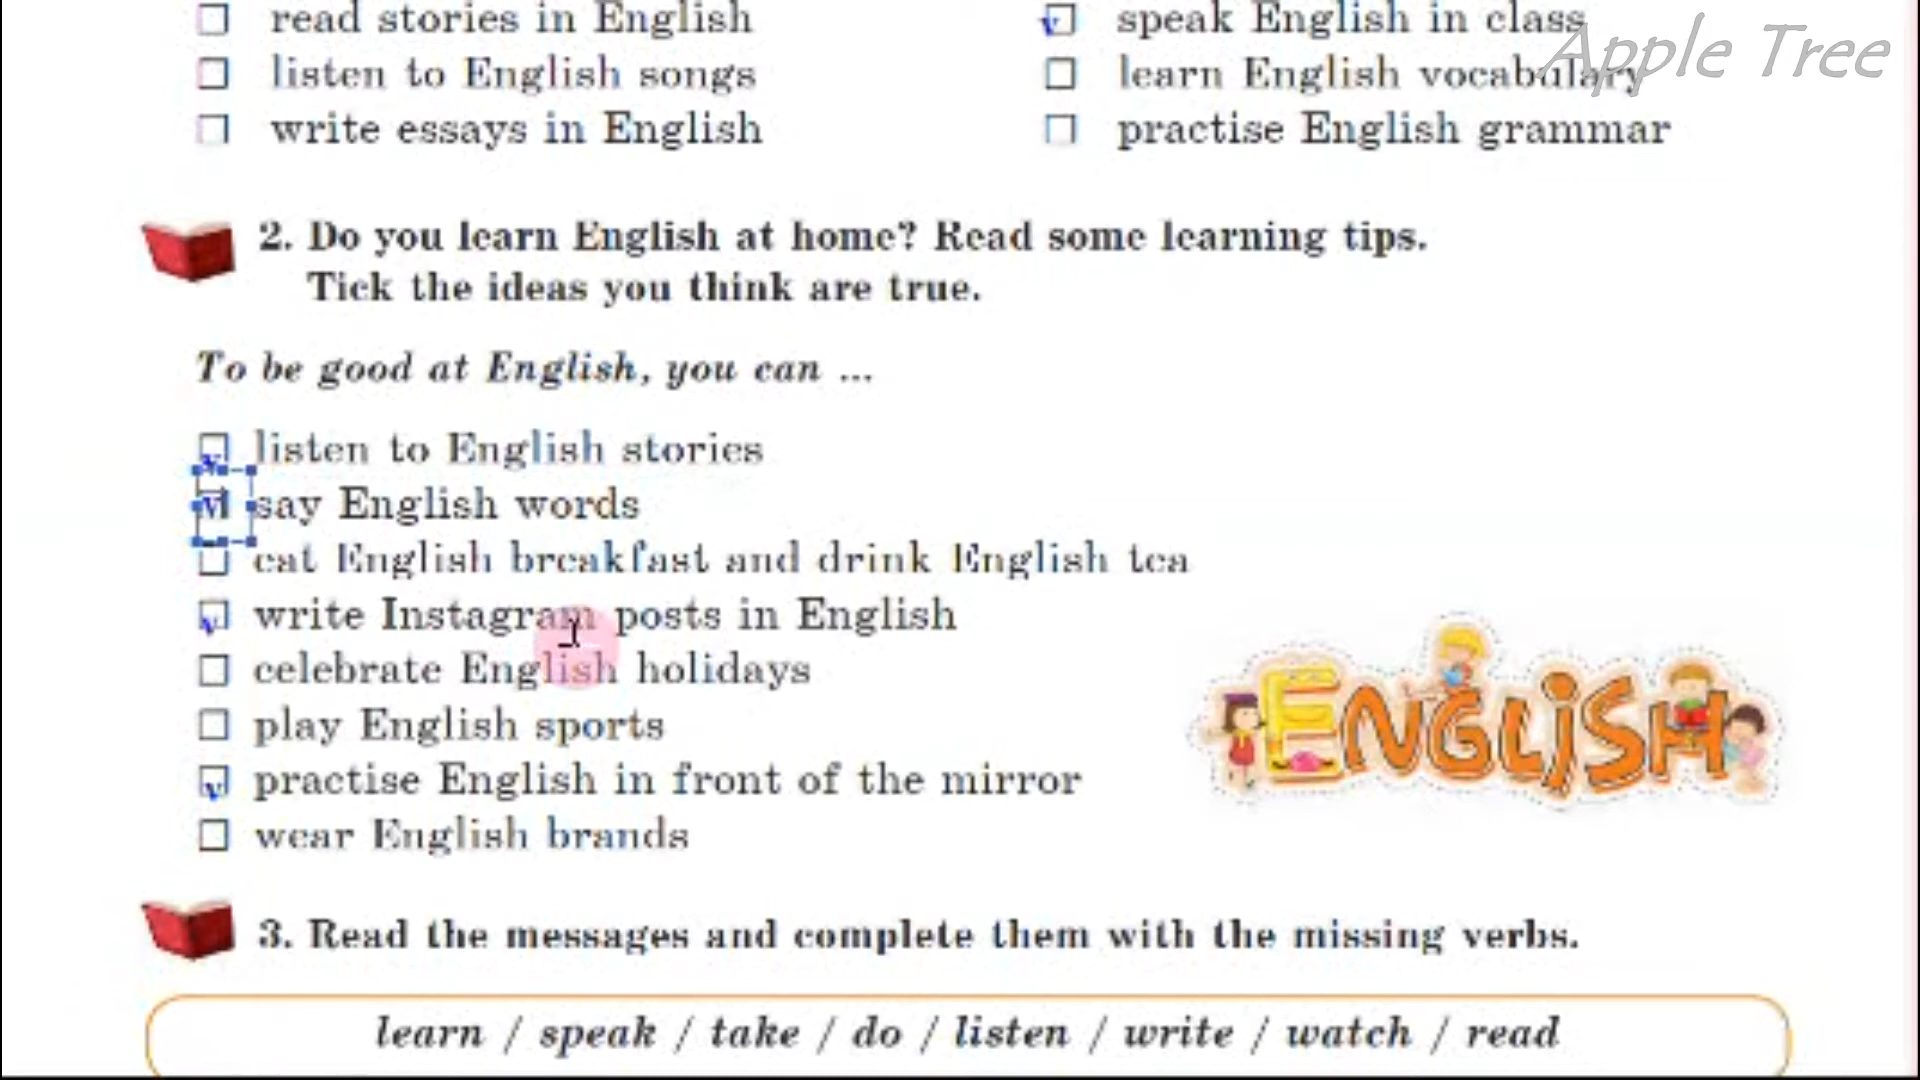 read stories in English
speak English in class
listen to English songs
learn English vocabulary
write essays in English
practise English grammar
Apple Tree
2. Do you learn English at home? Read some learning tips.
Tick the ideas you think are true.
To be good at English, you can ...
listen to English stories
say English words
eat English breakfast and drink English tea
write Instagram posts in English
celebrate English holidays
play English sports
practise English in front of the mirror
wear English brands
ENGLISH
3. Read the messages and complete them with the missing verbs.
learn / speak / take / do / listen / write / watch / read